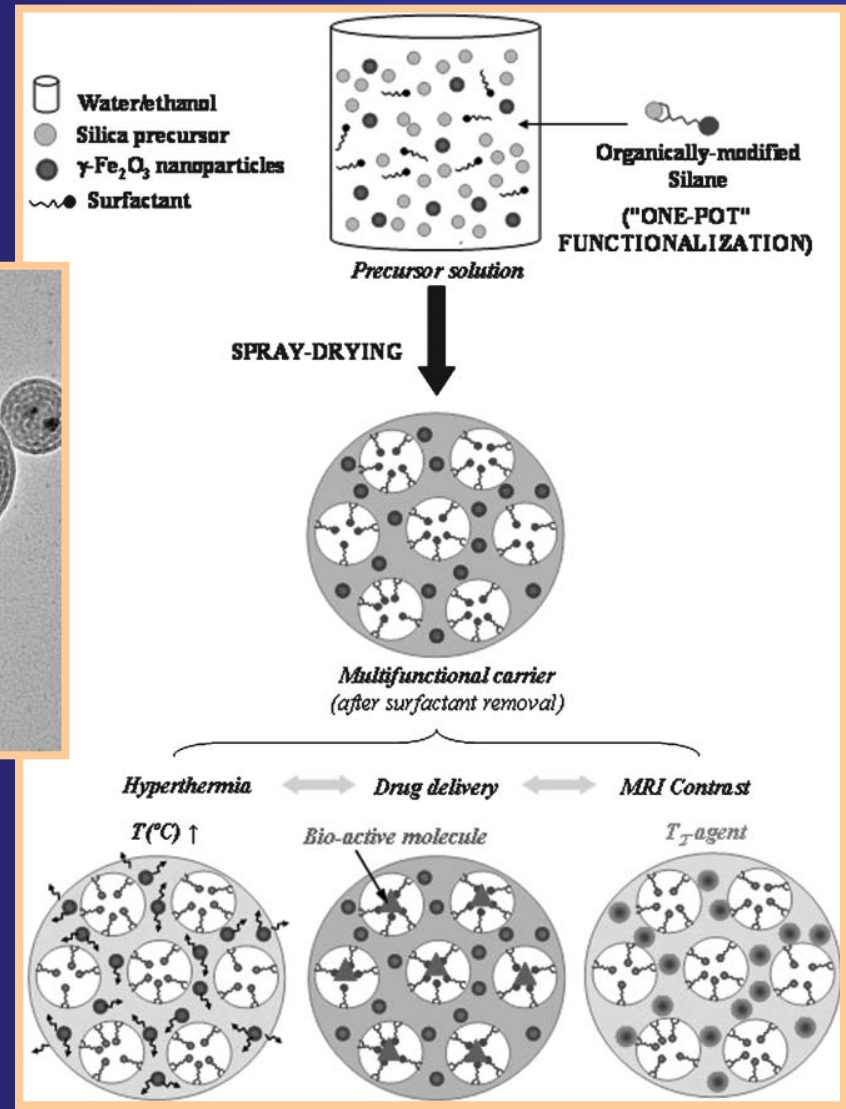 Water/ethanol
Silica precursor
γ-Fe₂O₃ nanoparticles
Surfactant
Organically-modified
Silane
("ONE-POT"
FUNCTIONALIZATION)
Precursor solution
SPRAY-DRYING
Multifunctional carrier
(after surfactant removal)
Hyperthermia
Drug delivery
MRI Contrast
T(°C) ↑
Bio-active molecule
T₂-agent